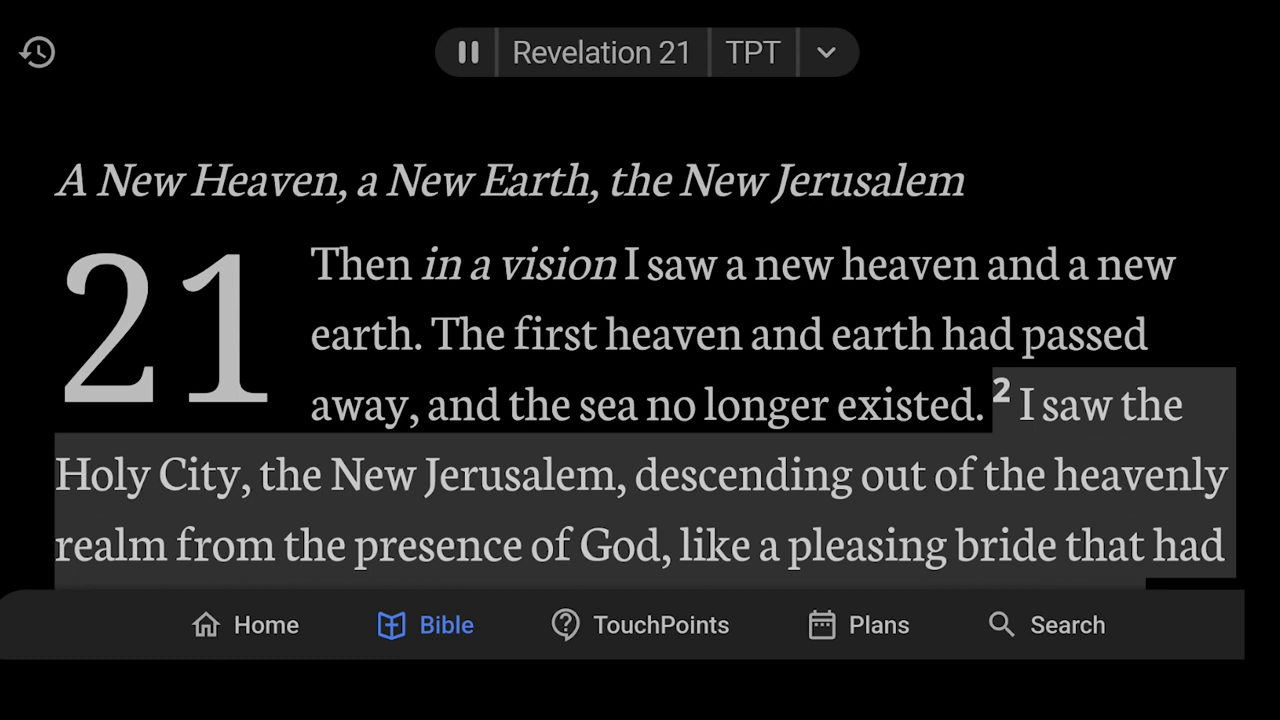 Revelation 21 TPT
A New Heaven, a New Earth, the New Jerusalem
21 Then in a vision I saw a new heaven and a new
earth. The first heaven and earth had passed
away, and the sea no longer existed. 2 I saw the
Holy City, the New Jerusalem, descending out of the heavenly
realm from the presence of God, like a pleasing bride that had
Home Bible TouchPoints Plans Search